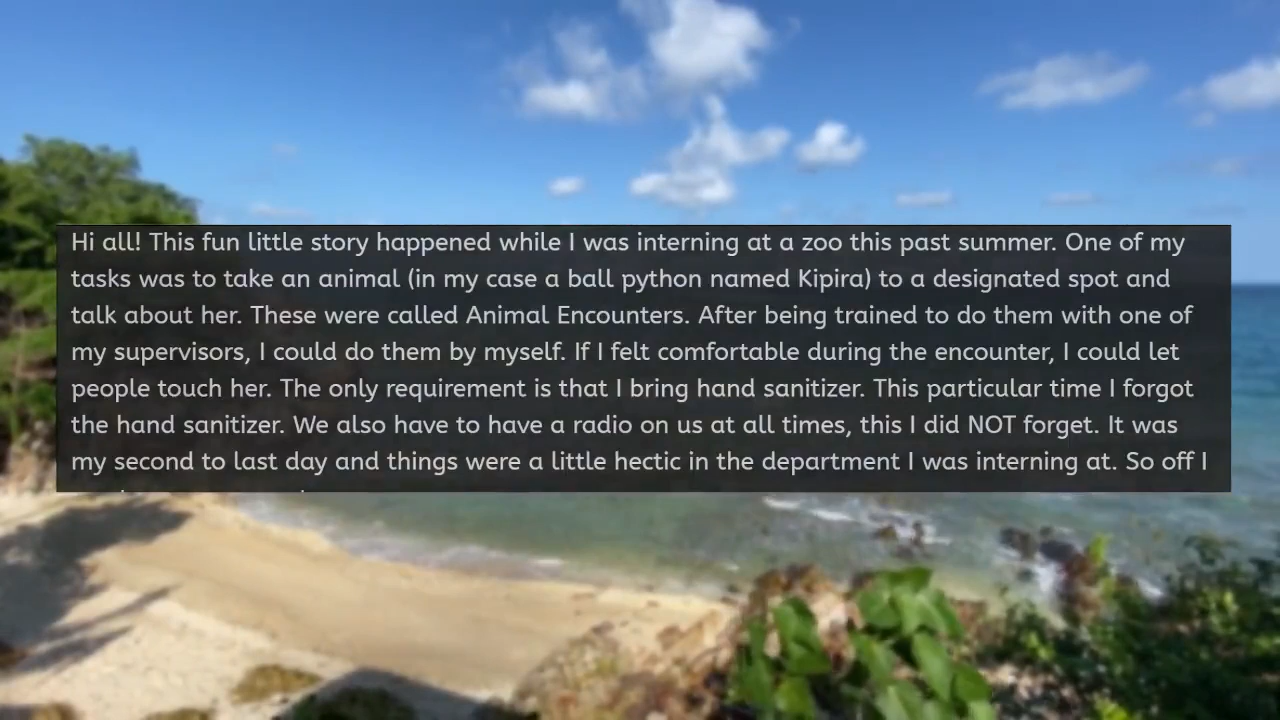 Hi all! This fun little story happened while I was interning at a zoo this past summer. One of my
tasks was to take an animal (in my case a ball python named Kipira) to a designated spot and
talk about her. These were called Animal Encounters. After being trained to do them with one of
my supervisors, I could do them by myself. If I felt comfortable during the encounter, I could let
people touch her. The only requirement is that I bring hand sanitizer. This particular time I forgot
the hand sanitizer. We also have to have a radio on us at all times, this I did NOT forget. It was
my second to last day and things were a little hectic in the department I was interning at. So off I